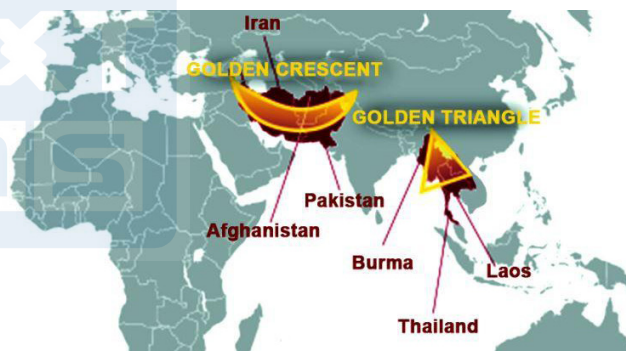 Iran
GOLDEN CRESCENT
GOLDEN TRIANGLE
Pakistan
Afghanistan
Burma
Laos
Thailand